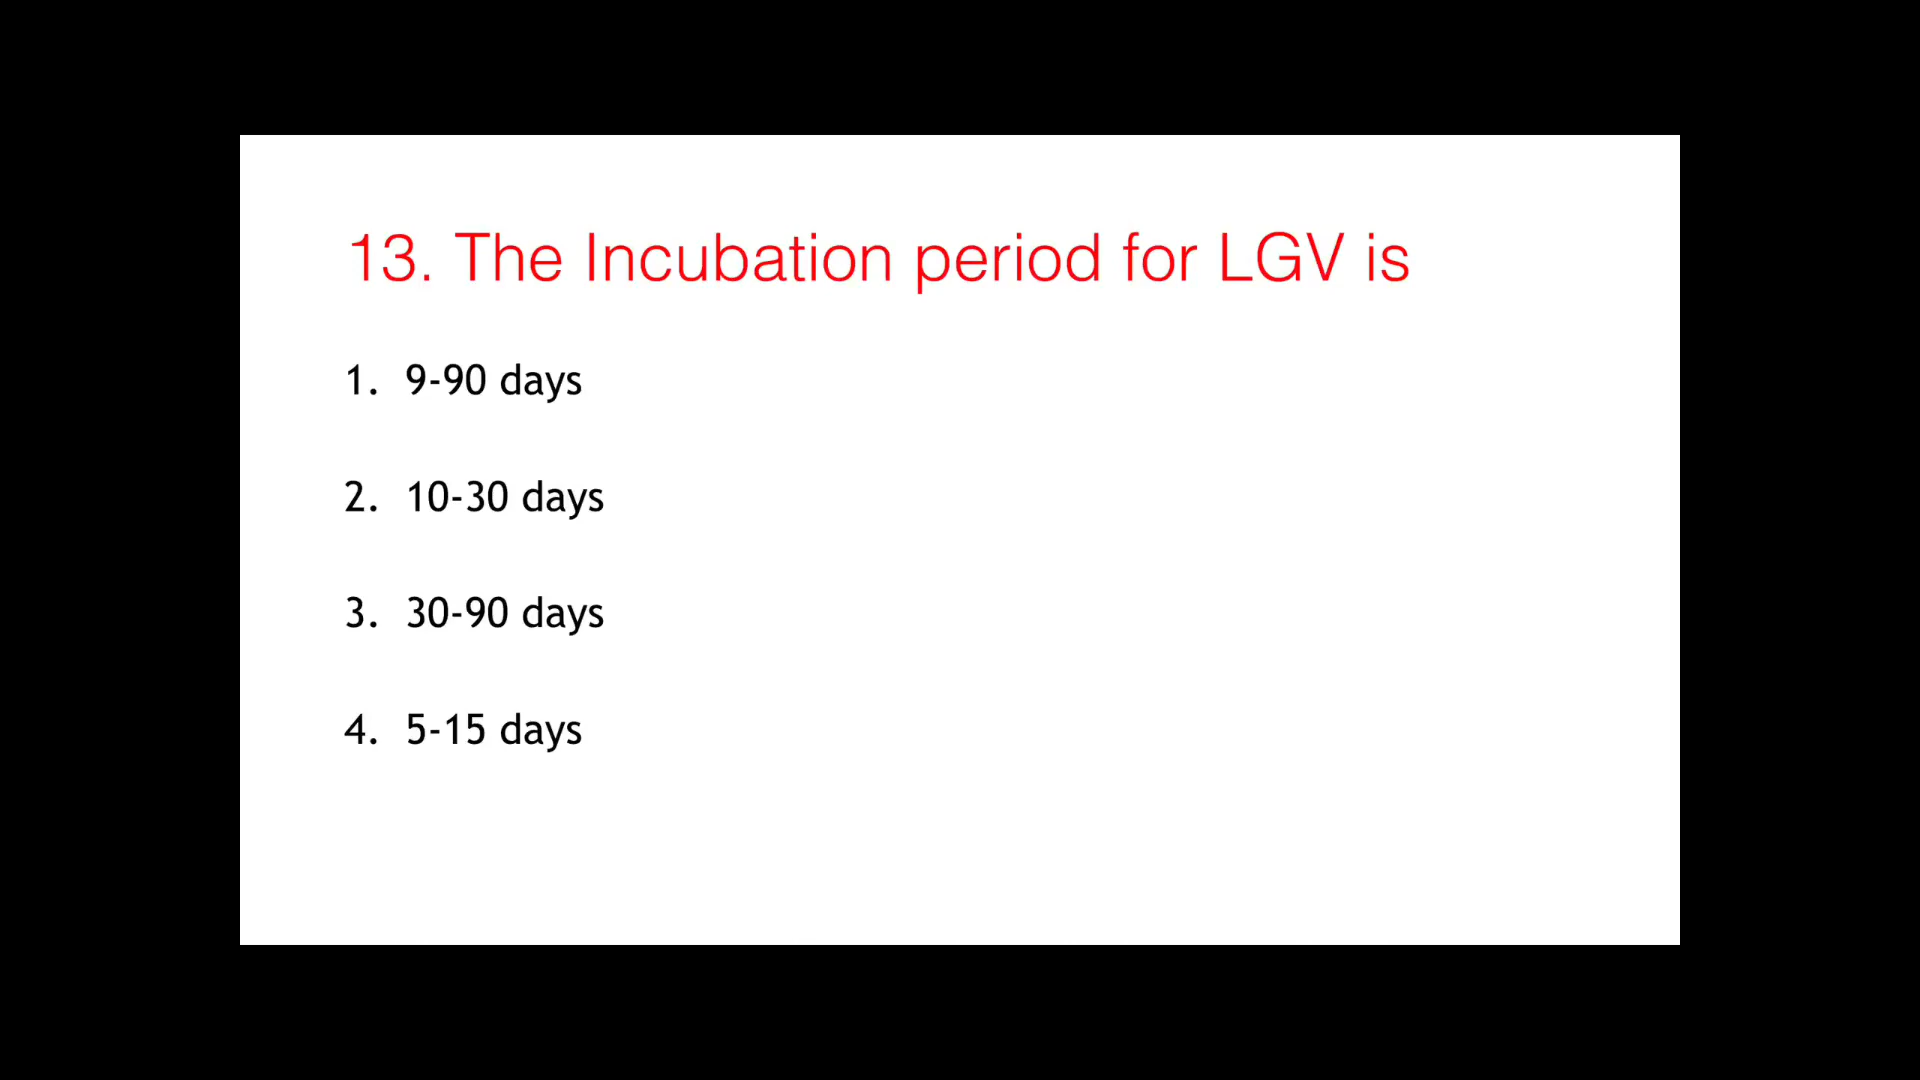 13. The Incubation period for LGV is
1. 9-90 days
2. 10-30 days
3. 30-90 days
4. 5-15 days